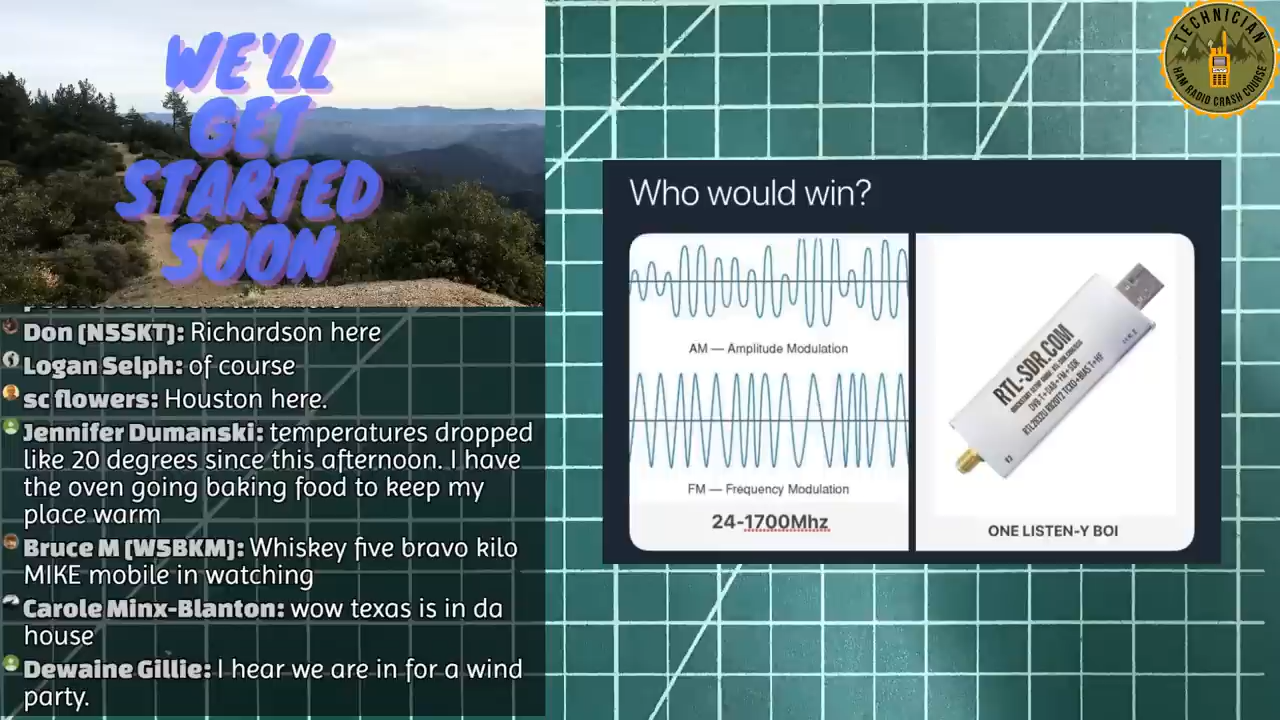 WE'LL
GET
STARTED
SOON
Don (N5SKT): Richardson here
Logan Selph: of course
sc flowers: Houston here.
Jennifer Dumanski: temperatures dropped
like 20 degrees since this afternoon. I have
the oven going baking food to keep my
place warm
Bruce M (W5BKM): Whiskey five bravo kilo
MIKE mobile in watching
Carole Minx-Blanton: wow texas is in da
house
Dewaine Gillie: I hear we are in for a wind
party.
TECHNICIAN
HAM RADIO CRASH COURSE
Who would win?
AM — Amplitude Modulation
FM — Frequency Modulation
24-1700Mhz
RTL-SDR.COM
ONE LISTEN-Y BOI